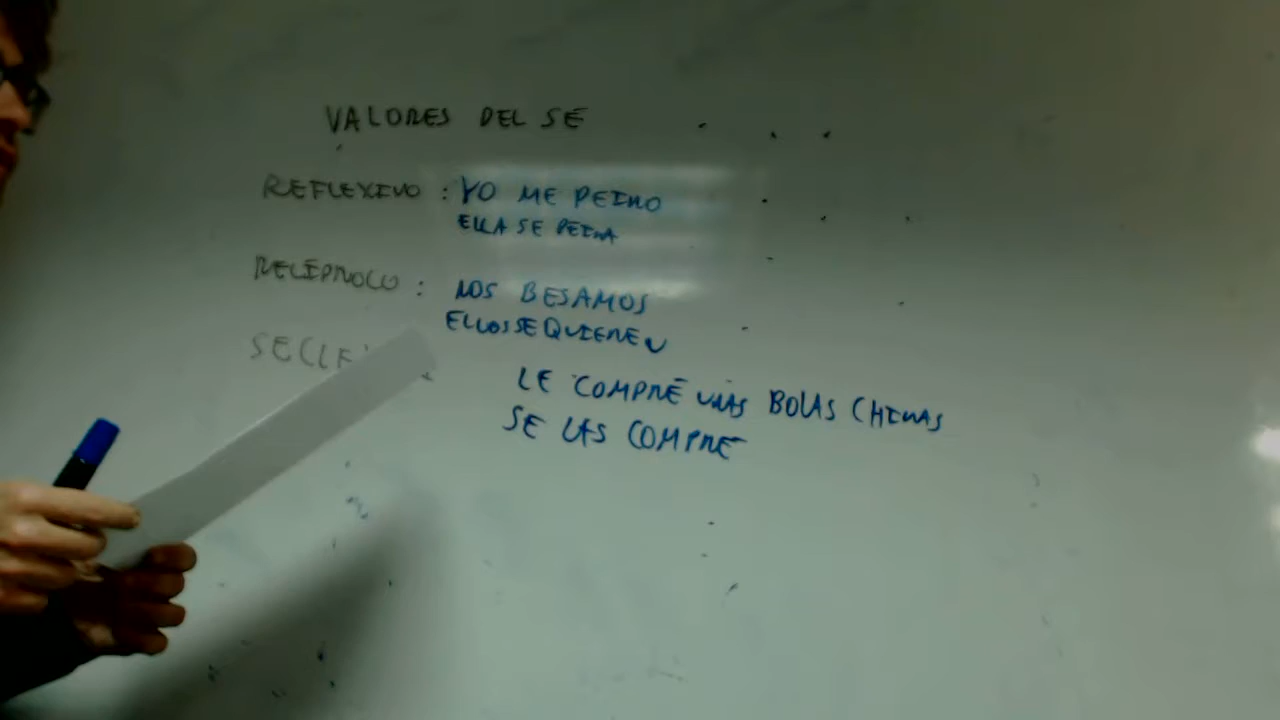 VALORES DEL SE
REFLEXIVO : YO ME PEINO
ELLA SE PEINA
RECÍPROCO : NOS BESAMOS
ELLOS SE QUIEREN
LE COMPRÉ UNAS BOLAS CHINAS
SE LAS COMPRÉ